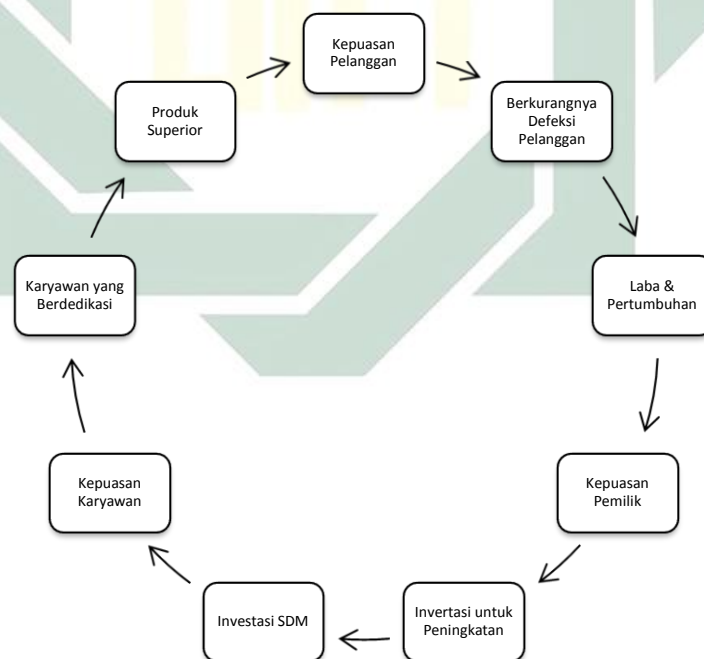 Kepuasan
Pelanggan
Berkurangnya
Defeksi
Pelanggan
Laba &
Pertumbuhan
Kepuasan
Pemilik
Invertasi untuk
Peningkatan
Investasi SDM
Kepuasan
Karyawan
Karyawan yang
Berdedikasi
Produk
Superior